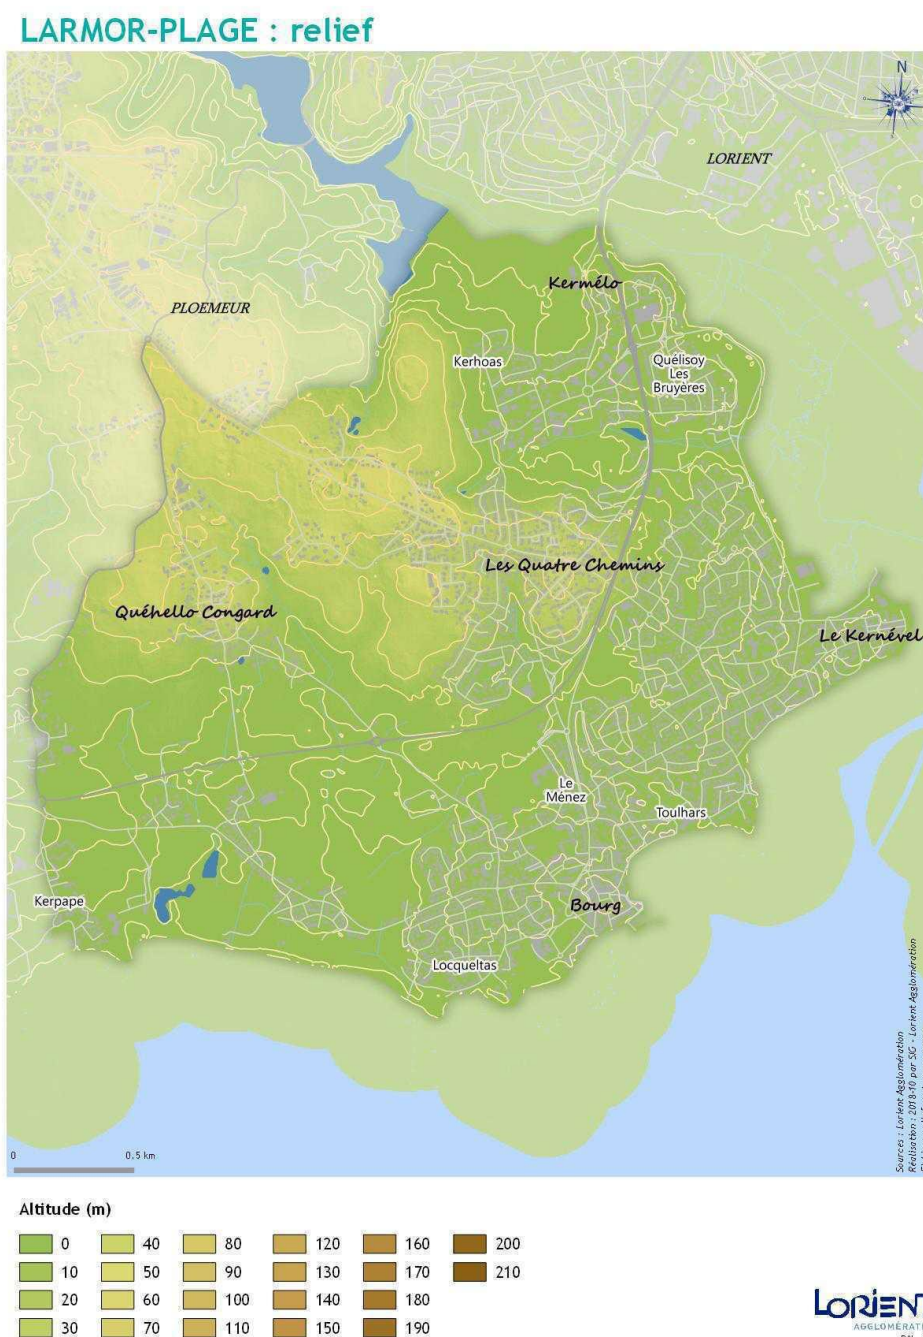 LARMOR-PLAGE : relief
N
LORIENT
Kermélo
PLOEMEUR
Kerhoas
Quélisoy
Les
Bruyères
Les Quatre Chemins
Quéhello Congard
Le Kernével
Le
Ménez
Toulhars
Kerpape
Bourg
Locqueltas
Sources : Lorient Agglomération
Réalisation : 2018-10 par SIG - Lorient Agglomération
0 0.5 km
Altitude (m)
0 40 80 120 160 200
10 50 90 130 170 210
20 60 100 140 180
30 70 110 150 190
LORIENT